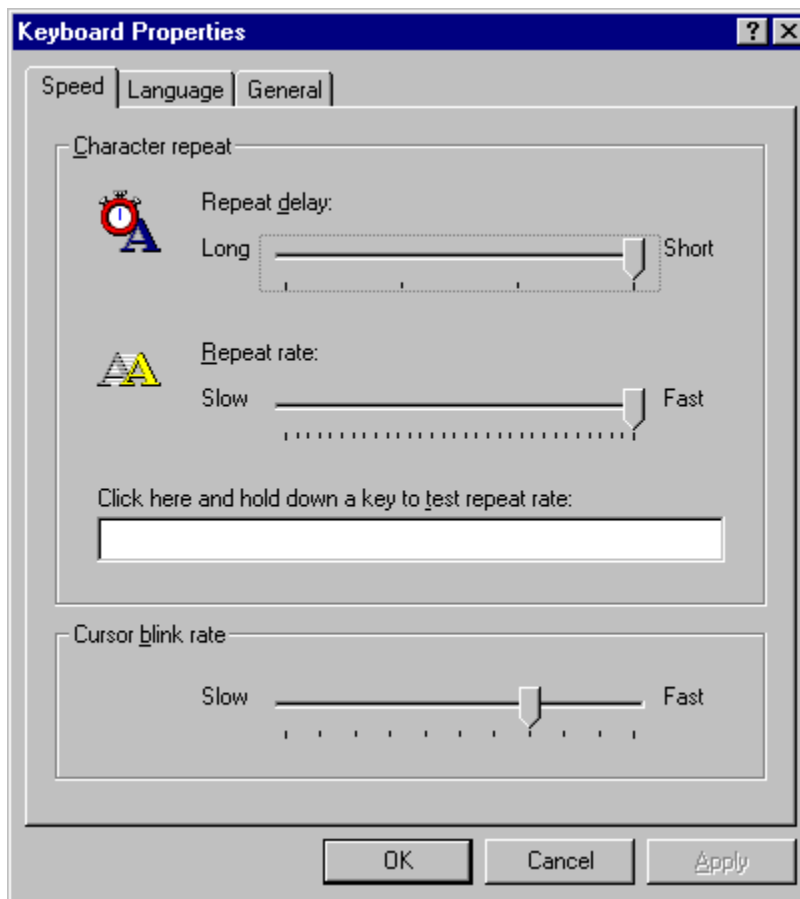 Keyboard Properties
Speed Language General
Character repeat
Repeat delay:
Long Short
Repeat rate:
Slow Fast
Click here and hold down a key to test repeat rate:
Cursor blink rate
Slow Fast
OK Cancel Apply